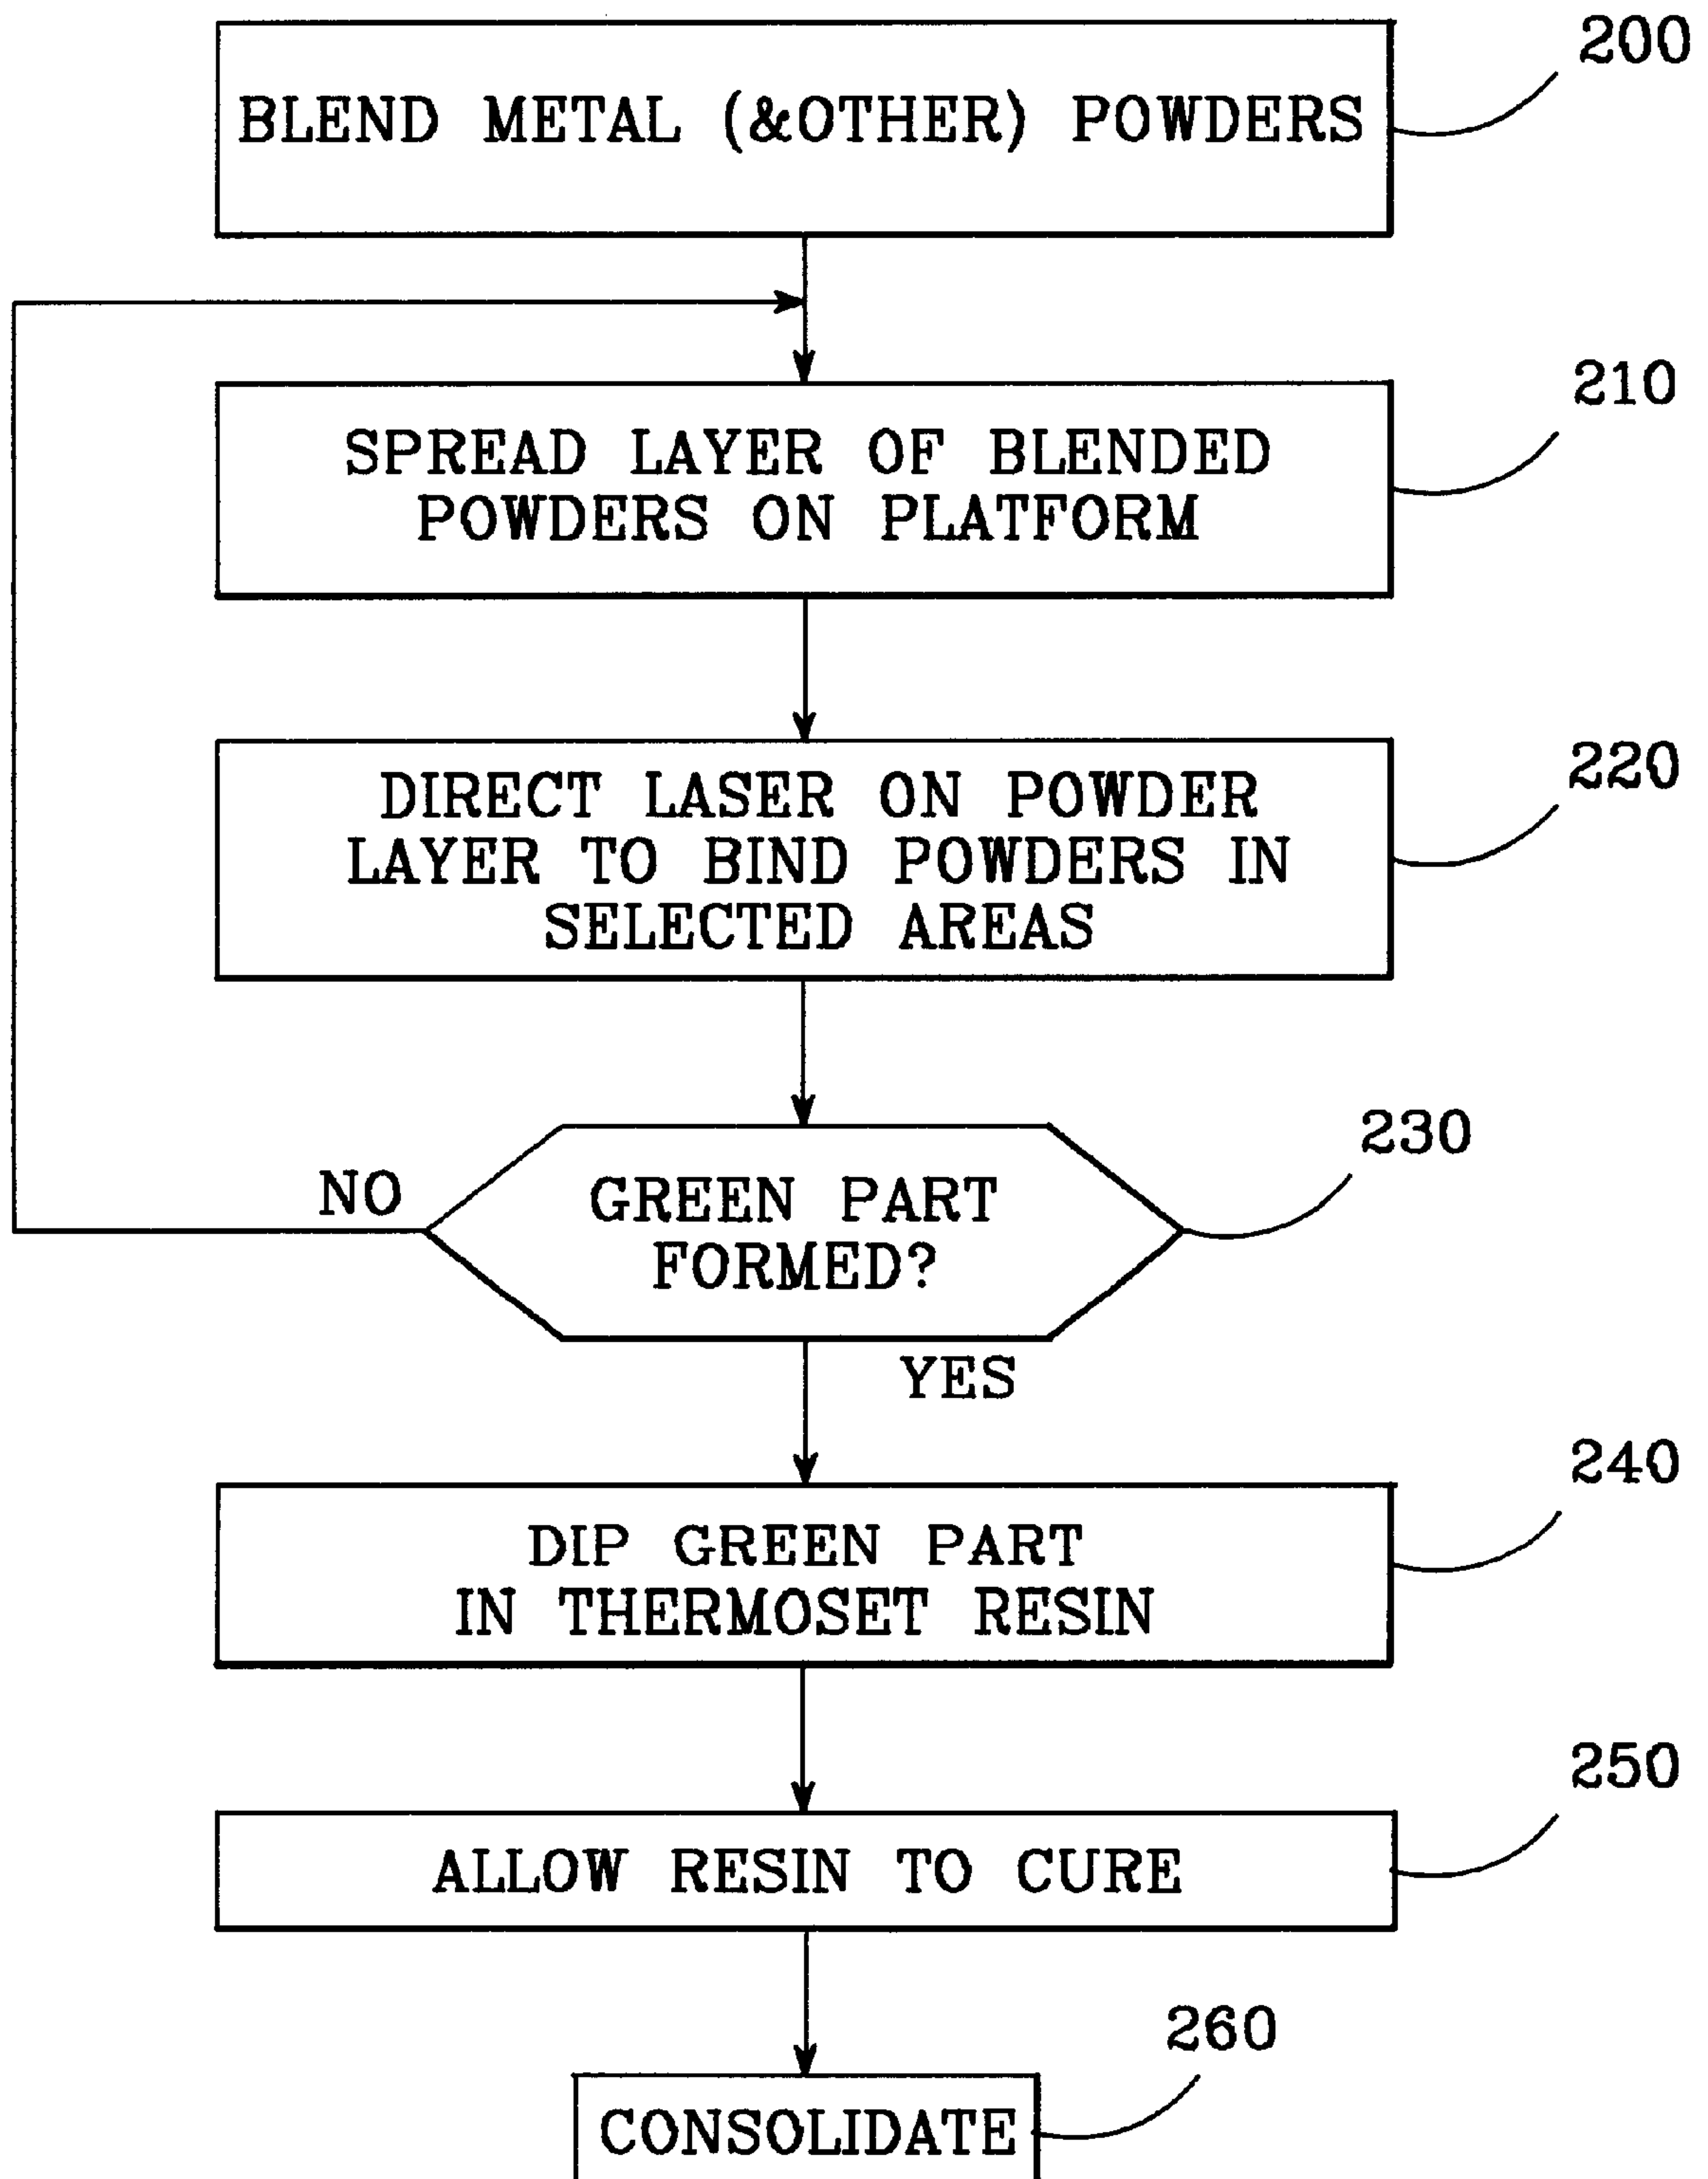 200
BLEND METAL (&OTHER) POWDERS
210
SPREAD LAYER OF BLENDED
POWDERS ON PLATFORM
220
DIRECT LASER ON POWDER
LAYER TO BIND POWDERS IN
SELECTED AREAS
230
NO
GREEN PART
FORMED?
YES
240
DIP GREEN PART
IN THERMOSET RESIN
250
ALLOW RESIN TO CURE
260
CONSOLIDATE